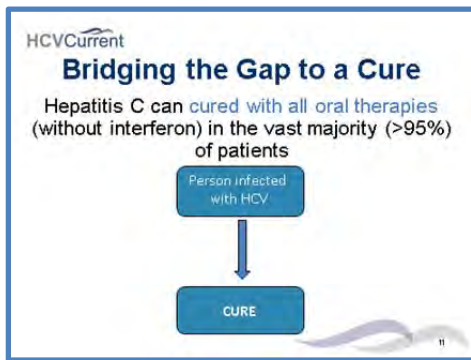 HCVCurrent
Bridging the Gap to a Cure
Hepatitis C can cured with all oral therapies
(without interferon) in the vast majority (>95%)
of patients
Person infected
with HCV
CURE
11